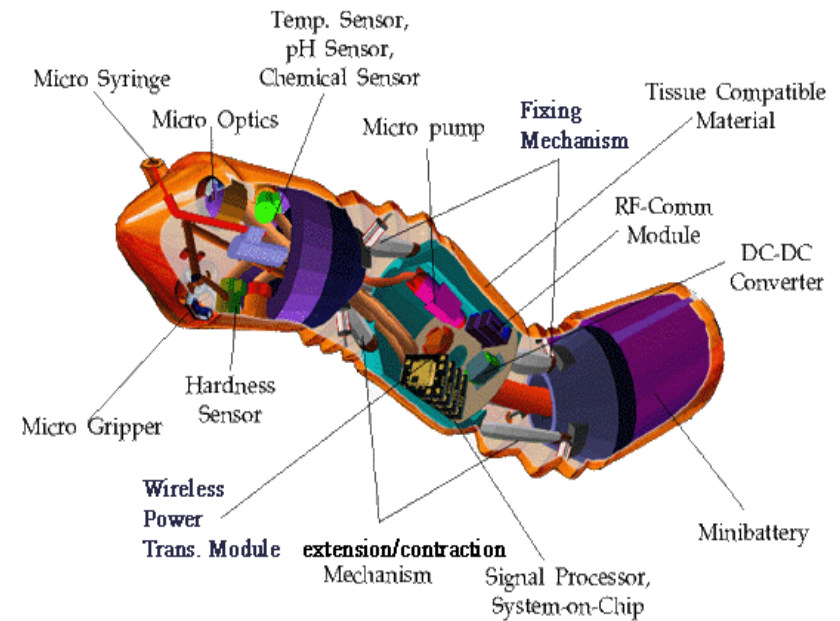 Temp. Sensor,
pH Sensor,
Chemical Sensor
Micro Syringe
Micro Optics
Micro pump
Fixing
Mechanism
Tissue Compatible
Material
RF-Comm
Module
DC-DC
Converter
Hardness
Sensor
Micro Gripper
Wireless
Power
Trans. Module
extension/contraction
Mechanism
Signal Processor,
System-on-Chip
Minibattery